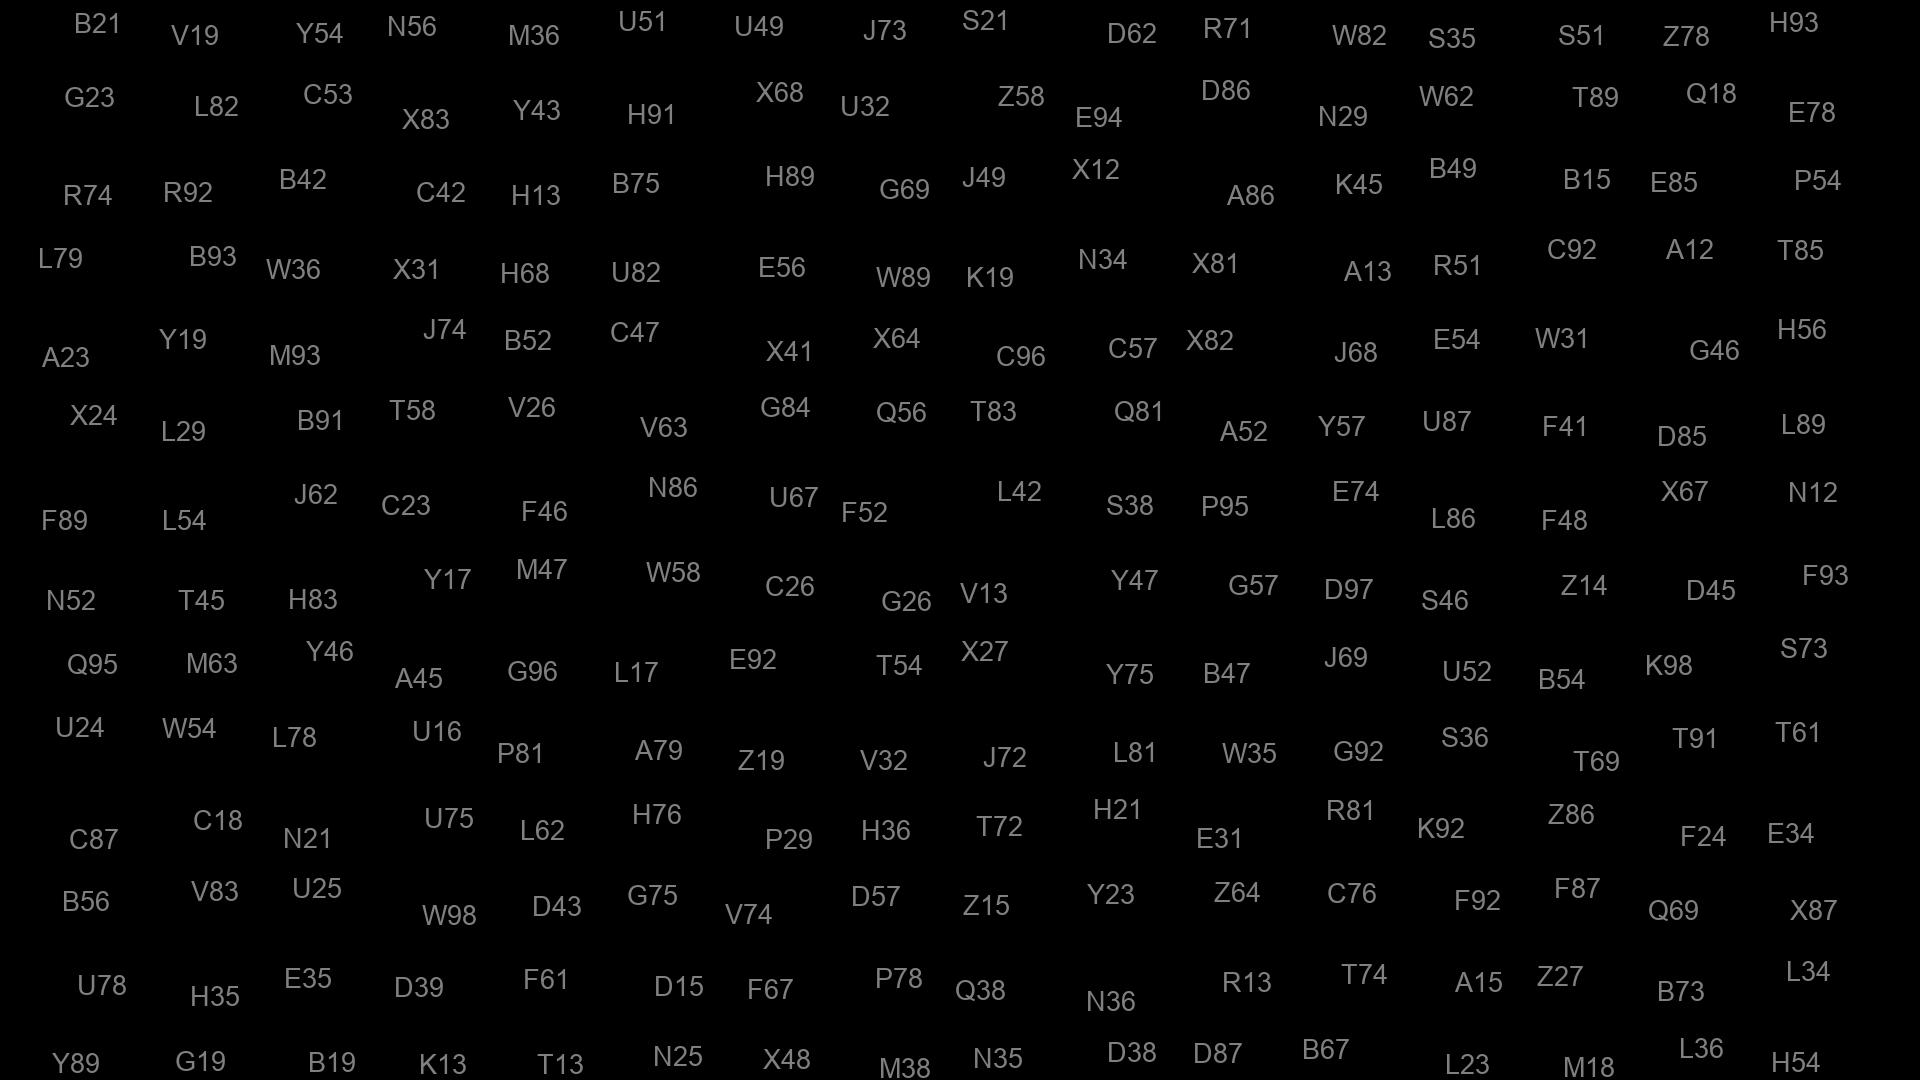 B21 V19 Y54 N56 M36 U51 U49 J73 S21 D62 R71 W82 S35 S51 Z78 H93
G23 L82 C53 X83 Y43 H91 X68 U32 Z58 E94 D86 N29 W62 T89 Q18 E78
R74 R92 B42 C42 H13 B75 H89 G69 J49 X12 A86 K45 B49 B15 E85 P54
L79 B93 W36 X31 H68 U82 E56 W89 K19 N34 X81 A13 R51 C92 A12 T85
A23 Y19 M93 J74 B52 C47 X41 X64 C96 C57 X82 J68 E54 W31 G46 H56
X24 L29 B91 T58 V26 V63 G84 Q56 T83 Q81 A52 Y57 U87 F41 D85 L89
F89 L54 J62 C23 F46 N86 U67 F52 L42 S38 P95 E74 L86 F48 X67 N12
N52 T45 H83 Y17 M47 W58 C26 G26 V13 Y47 G57 D97 S46 Z14 D45 F93
Q95 M63 Y46 A45 G96 L17 E92 T54 X27 Y75 B47 J69 U52 B54 K98 S73
U24 W54 L78 U16 P81 A79 Z19 V32 J72 L81 W35 G92 S36 T69 T91 T61
C87 C18 N21 U75 L62 H76 P29 H36 T72 H21 E31 R81 K92 Z86 F24 E34
B56 V83 U25 W98 D43 G75 V74 D57 Z15 Y23 Z64 C76 F92 F87 Q69 X87
U78 H35 E35 D39 F61 D15 F67 P78 Q38 N36 R13 T74 A15 Z27 B73 L34
Y89 G19 B19 K13 T13 N25 X48 M38 N35 D38 D87 B67 L23 M18 L36 H54